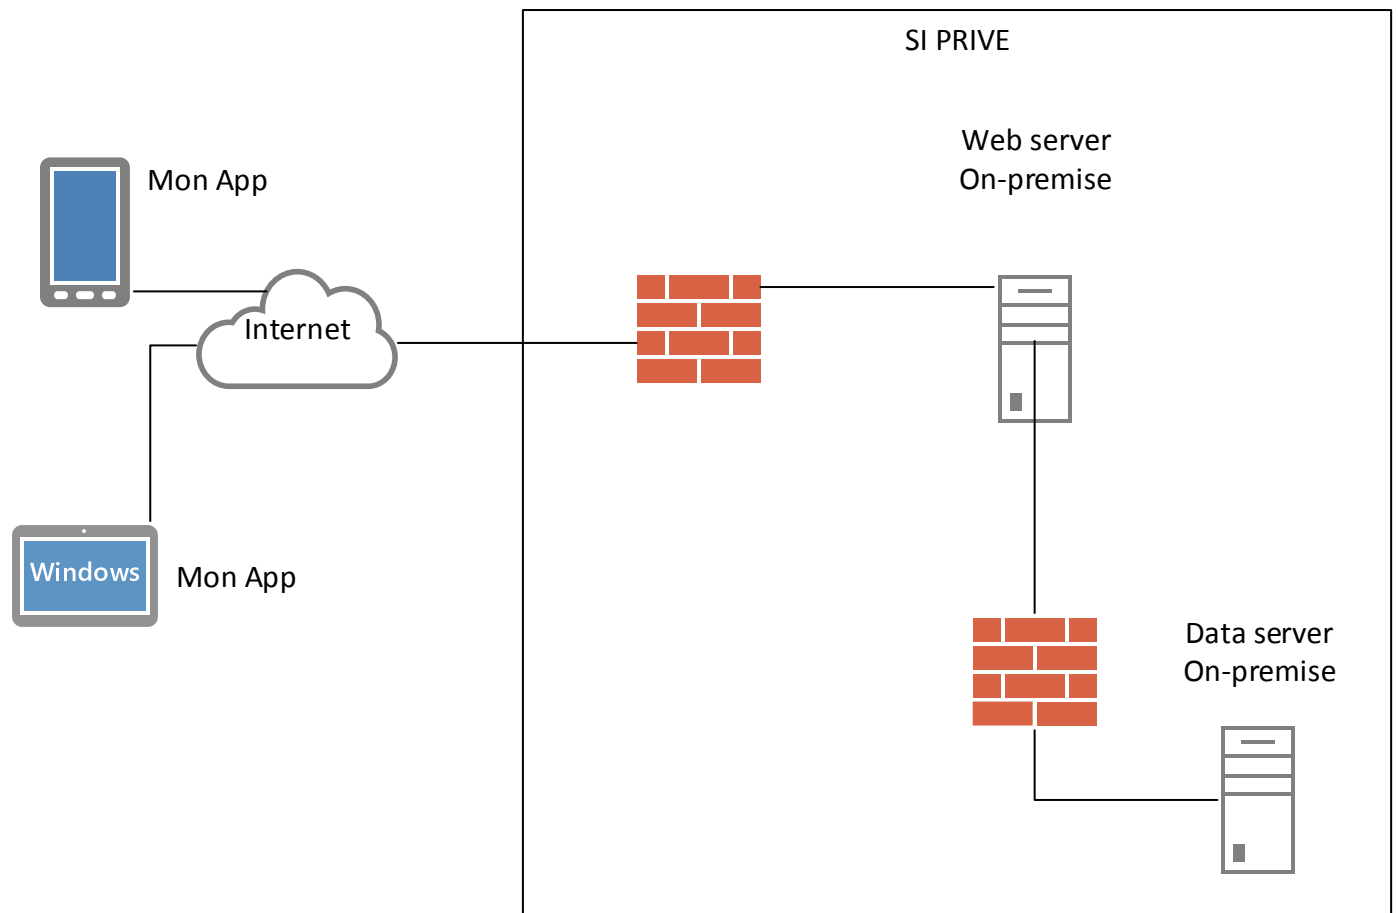 SI PRIVE
Web server
On-premise
Mon App
Internet
Windows
Mon App
Data server
On-premise